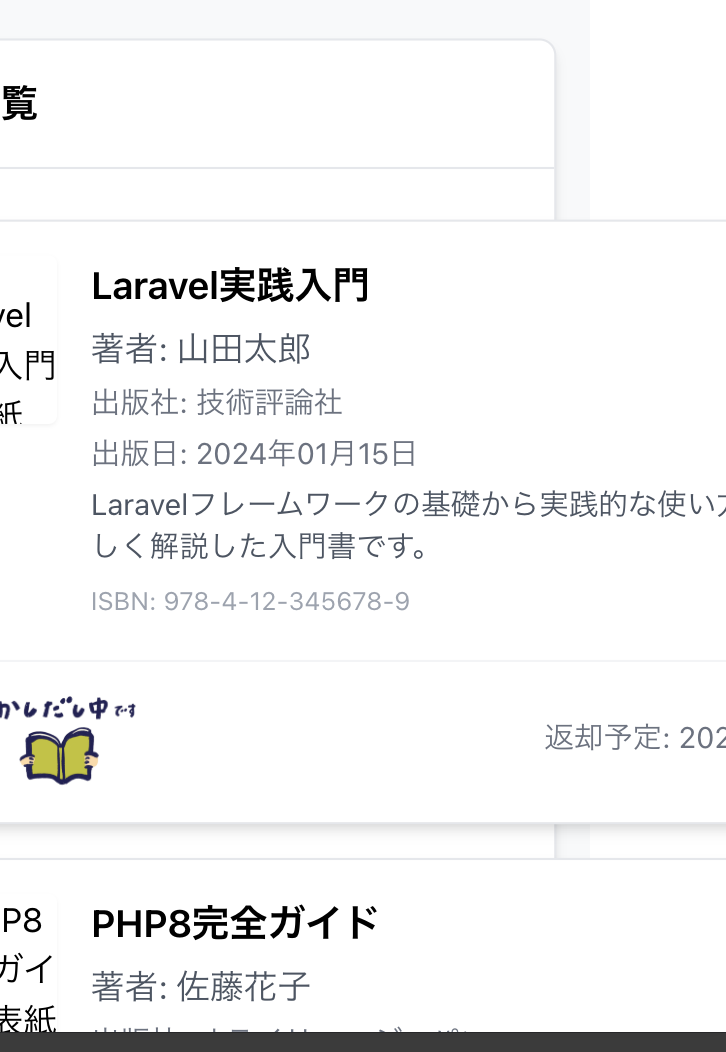 覧
Laravel実践入門
vel
入門
紙
著者: 山田太郎
出版社: 技術評論社
出版日: 2024年01月15日
Laravelフレームワークの基礎から実践的な使い方
しく解説した入門書です。
ISBN: 978-4-12-345678-9
かしだし中です
返却予定: 202
PHP8完全ガイド
P8
ガイ
表紙
著者: 佐藤花子